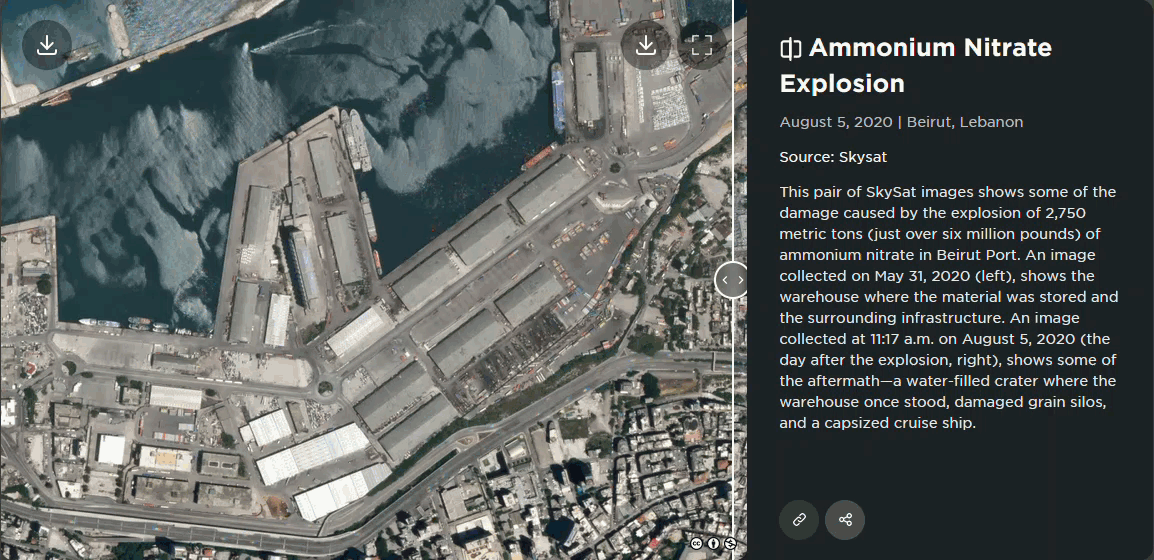 Ammonium Nitrate
Explosion
August 5, 2020 | Beirut, Lebanon
Source: Skysat
This pair of SkySat images shows some of the
damage caused by the explosion of 2,750
metric tons (just over six million pounds) of
ammonium nitrate in Beirut Port. An image
collected on May 31, 2020 (left), shows the
warehouse where the material was stored and
the surrounding infrastructure. An image
collected at 11:17 a.m. on August 5, 2020 (the
day after the explosion, right), shows some of
the aftermath—a water-filled crater where the
warehouse once stood, damaged grain silos,
and a capsized cruise ship.